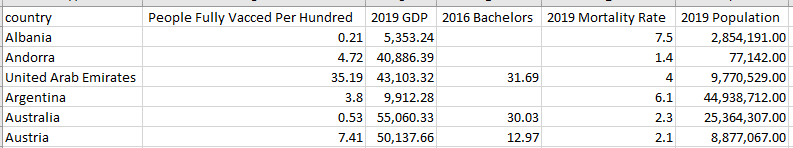 country People Fully Vacced Per Hundred 2019 GDP 2016 Bachelors 2019 Mortality Rate 2019 Population
Albania 0.21 5,353.24 7.5 2,854,191.00
Andorra 4.72 40,886.39 1.4 77,142.00
United Arab Emirates 35.19 43,103.32 31.69 4 9,770,529.00
Argentina 3.8 9,912.28 6.1 44,938,712.00
Australia 0.53 55,060.33 30.03 2.3 25,364,307.00
Austria 7.41 50,137.66 12.97 2.1 8,877,067.00